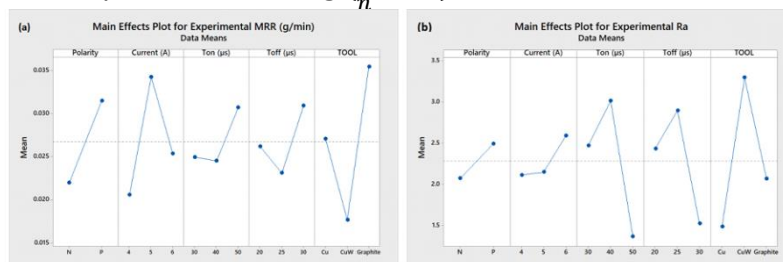 n
(a)
Main Effects Plot for Experimental MRR (g/min)
Data Means
Polarity Current (A) Ton (µs) Toff (µs) TOOL
0.035
0.030
0.025
0.020
0.015
Mean
N P 4 5 6 30 40 50 20 25 30 Cu CuW Graphite
(b)
Main Effects Plot for Experimental Ra
Data Means
Polarity Current (A) Ton (µs) Toff (µs) TOOL
3.5
3.0
2.5
2.0
1.5
Mean
N P 4 5 6 30 40 50 20 25 30 Cu CuW Graphite